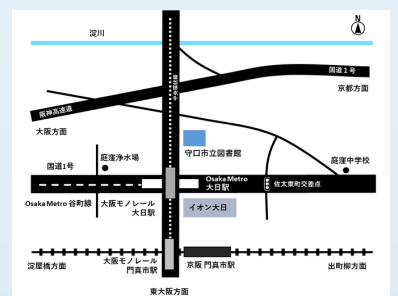 淀川
N
国道１号
京都方面
阪神高速道
大阪方面
守口市立図書館
庭窪浄水場
庭窪中学校
国道1号
Osaka Metro
大日駅
佐太東町交差点
Osaka Metro 谷町線
大阪モノレール
大日駅
イオン大日
大阪モノレール
門真市駅
京阪 門真市駅
淀屋橋方面
出町柳方面
東大阪方面